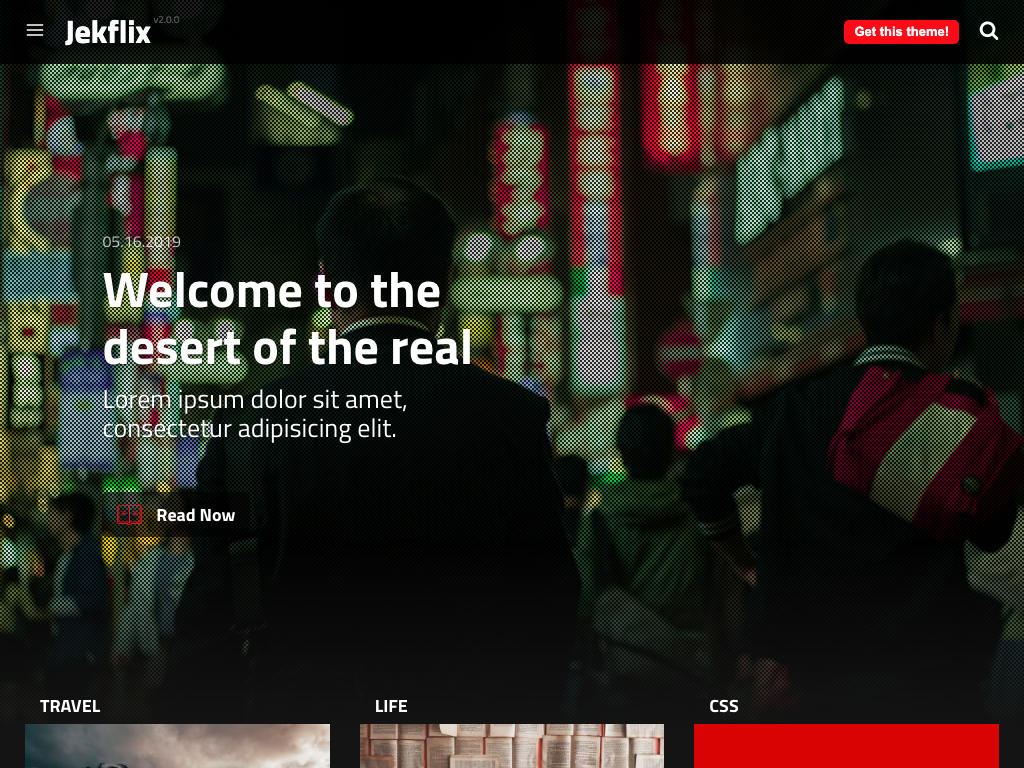 Jekflix
v2.0.0
Get this theme!
05.16.2019
Welcome to the
desert of the real
Lorem ipsum dolor sit amet,
consectetur adipisicing elit.
Read Now
TRAVEL
LIFE
CSS